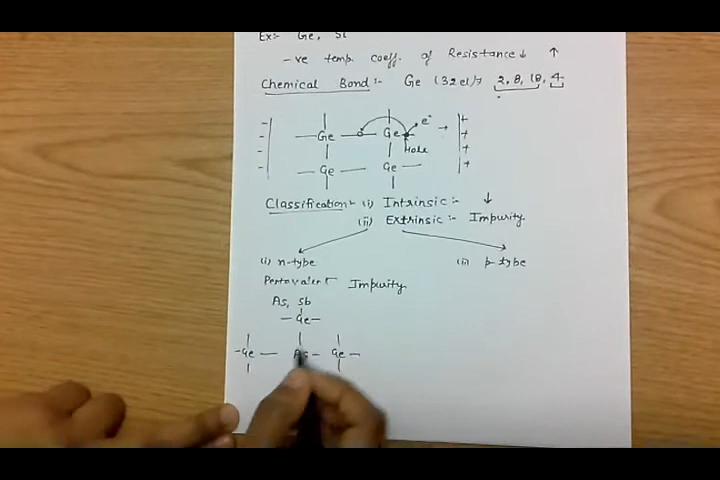 Ex:- Ge, Si
-ve temp. coeff. of Resistance↓ ↑
Chemical Bond:- Ge (32 el)⇒ 2, 8, 18, 4
- + 
- Ge Ge e⁻ → +
- Hole +
- Ge Ge +
Classification:- (i) Intrinsic:- ↓
(ii) Extrinsic:- Impurity
(i) n-type (ii) p-type
Impurity
As, Sb
-Ge-
-Ge- As- Ge-